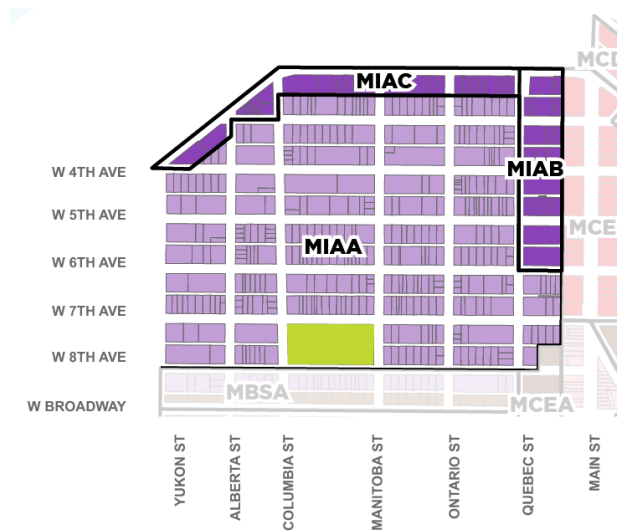 MCD
MIAC
MIAB
W 4TH AVE
W 5TH AVE
MCE
MIAA
W 6TH AVE
W 7TH AVE
W 8TH AVE
MBSA
MCEA
W BROADWAY
YUKON ST
ALBERTA ST
COLUMBIA ST
MANITOBA ST
ONTARIO ST
QUEBEC ST
MAIN ST